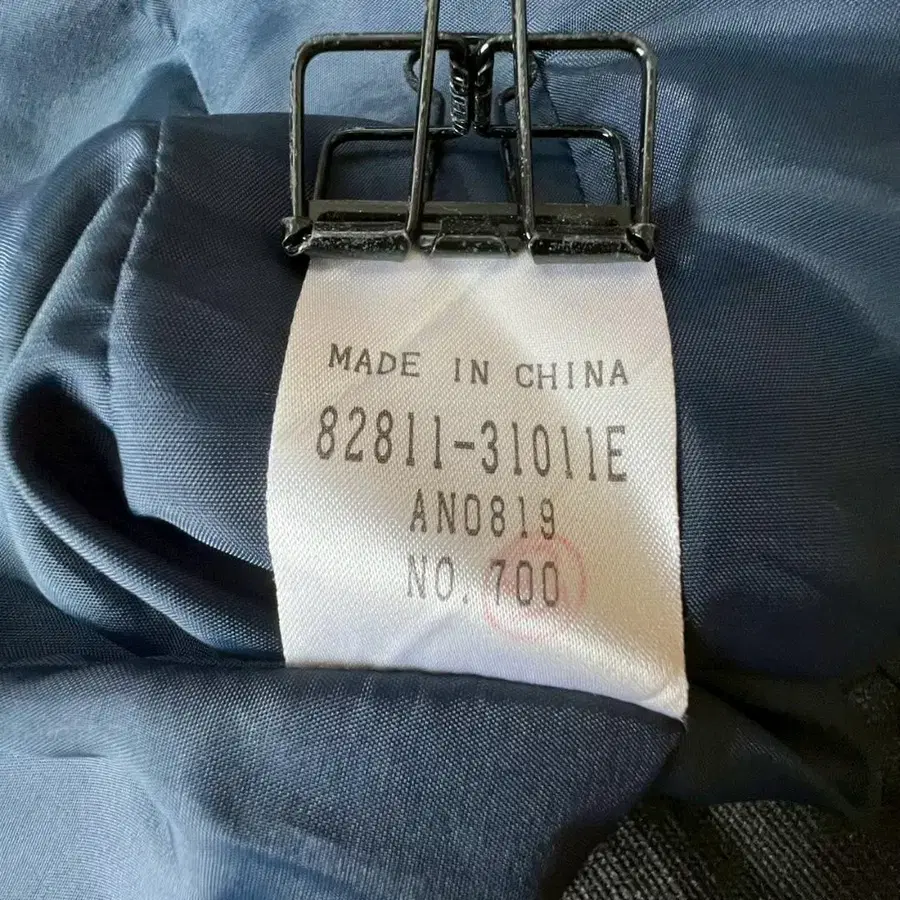 MADE IN CHINA
82811-31011E
AN0819
NO. 700